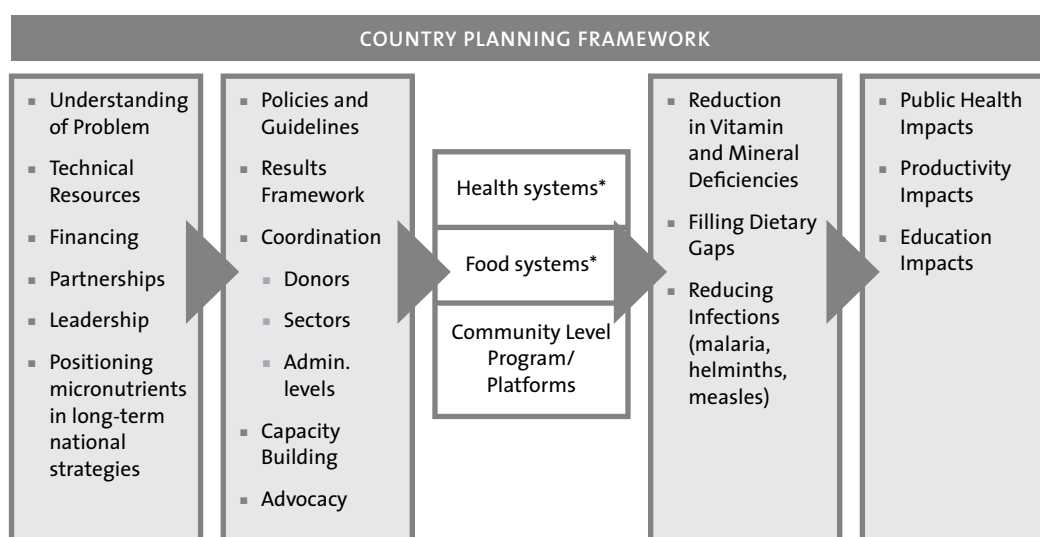 COUNTRY PLANNING FRAMEWORK
▪ Understanding
of Problem
▪ Technical
Resources
▪ Financing
▪ Partnerships
▪ Leadership
▪ Positioning
micronutrients
in long-term
national
strategies
▪ Policies and
Guidelines
▪ Results
Framework
▪ Coordination
▪ Donors
▪ Sectors
▪ Admin.
levels
▪ Capacity
Building
▪ Advocacy
Health systems*
Food systems*
Community Level
Program/
Platforms
▪ Reduction
in Vitamin
and Mineral
Deficiencies
▪ Filling Dietary
Gaps
▪ Reducing
Infections
(malaria,
helminths,
measles)
▪ Public Health
Impacts
▪ Productivity
Impacts
▪ Education
Impacts